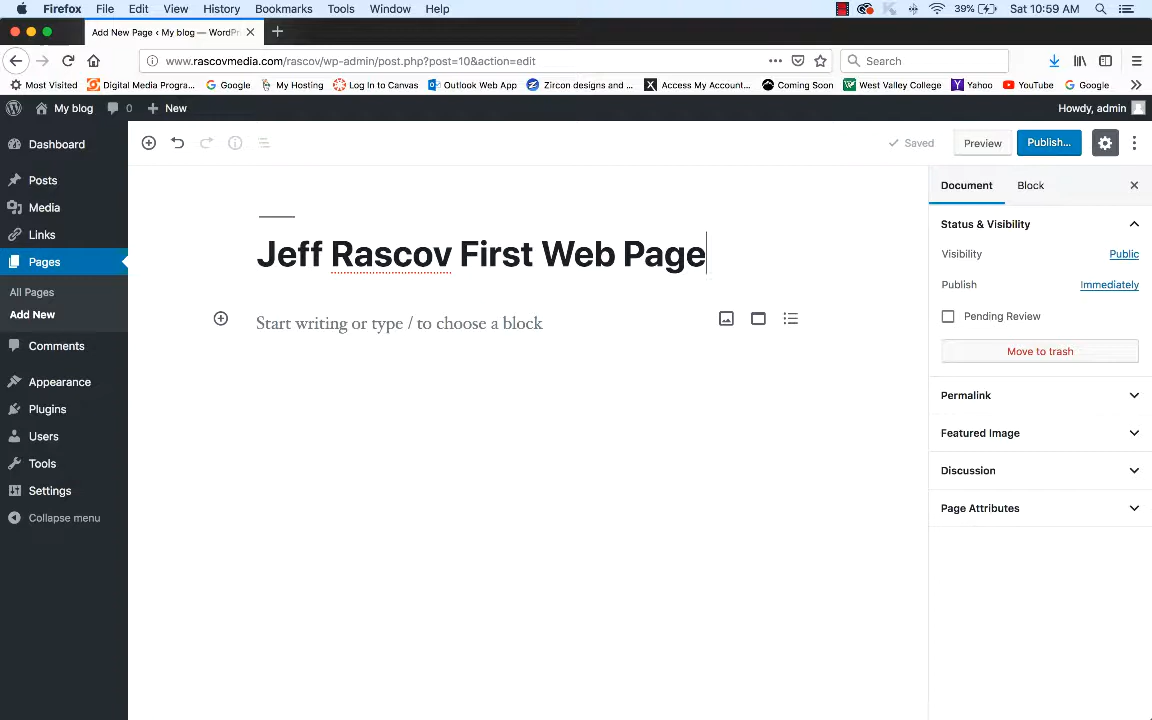 Firefox File Edit View History Bookmarks Tools Window Help 39% Sat 10:59 AM
Add New Page ‹ My blog — WordPr
www.rascovmedia.com/rascov/wp-admin/post.php?post=10&action=edit Search
Most Visited Digital Media Progra... Google My Hosting Log In to Canvas Outlook Web App Zircon designs and ... Access My Account... Coming Soon West Valley College Yahoo YouTube Google
My blog 0 New Howdy, admin
Dashboard
Posts
Media
Links
Pages
All Pages
Add New
Comments
Appearance
Plugins
Users
Tools
Settings
Collapse menu
Saved Preview Publish...
Jeff Rascov First Web Page
Start writing or type / to choose a block
Document Block
Status & Visibility
Visibility Public
Publish Immediately
Pending Review
Move to trash
Permalink
Featured Image
Discussion
Page Attributes